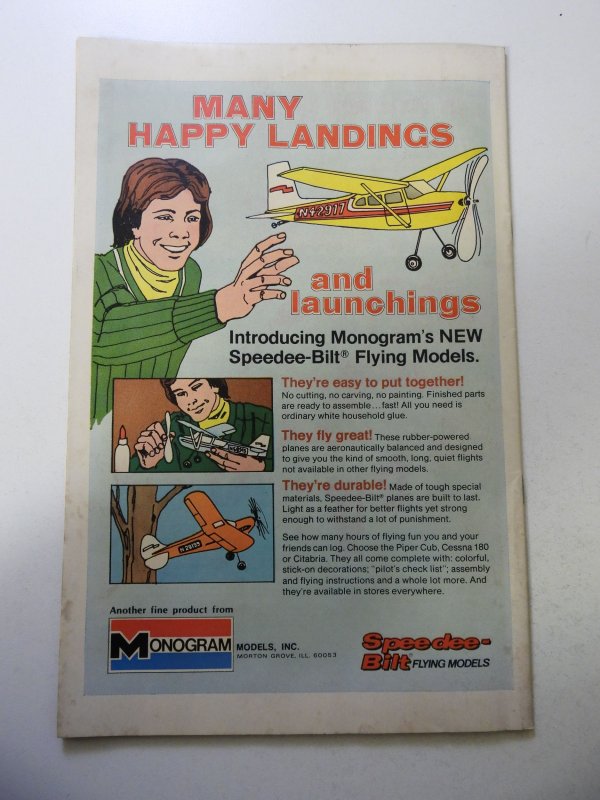 MANY
HAPPY LANDINGS
N42917
and
launchings
Introducing Monogram's NEW
Speedee-Bilt® Flying Models.
They're easy to put together!
No cutting, no carving, no painting. Finished parts
are ready to assemble...fast! All you need is
ordinary white household glue.
They fly great! These rubber-powered
planes are aeronautically balanced and designed
to give you the kind of smooth, long, quiet flights
not available in other flying models.
They're durable! Made of tough special
materials, Speedee-Bilt® planes are built to last.
Light as a feather for better flights yet strong
enough to withstand a lot of punishment.
See how many hours of flying fun you and your
friends can log. Choose the Piper Cub, Cessna 180
or Citabria. They all come complete with: colorful,
stick-on decorations; "pilot's check list"; assembly
and flying instructions and a whole lot more. And
they're available in stores everywhere.
Another fine product from
MONOGRAM MODELS, INC.
MORTON GROVE, ILL. 60053
Speedee-
Bilt® FLYING MODELS